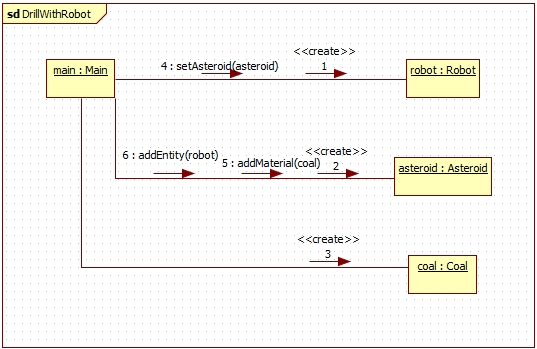 sd DrillWithRobot
<<create>>
main : Main
4 : setAsteroid(asteroid)
1
robot : Robot
<<create>>
6 : addEntity(robot)
5 : addMaterial(coal)
2
asteroid : Asteroid
<<create>>
3
coal : Coal